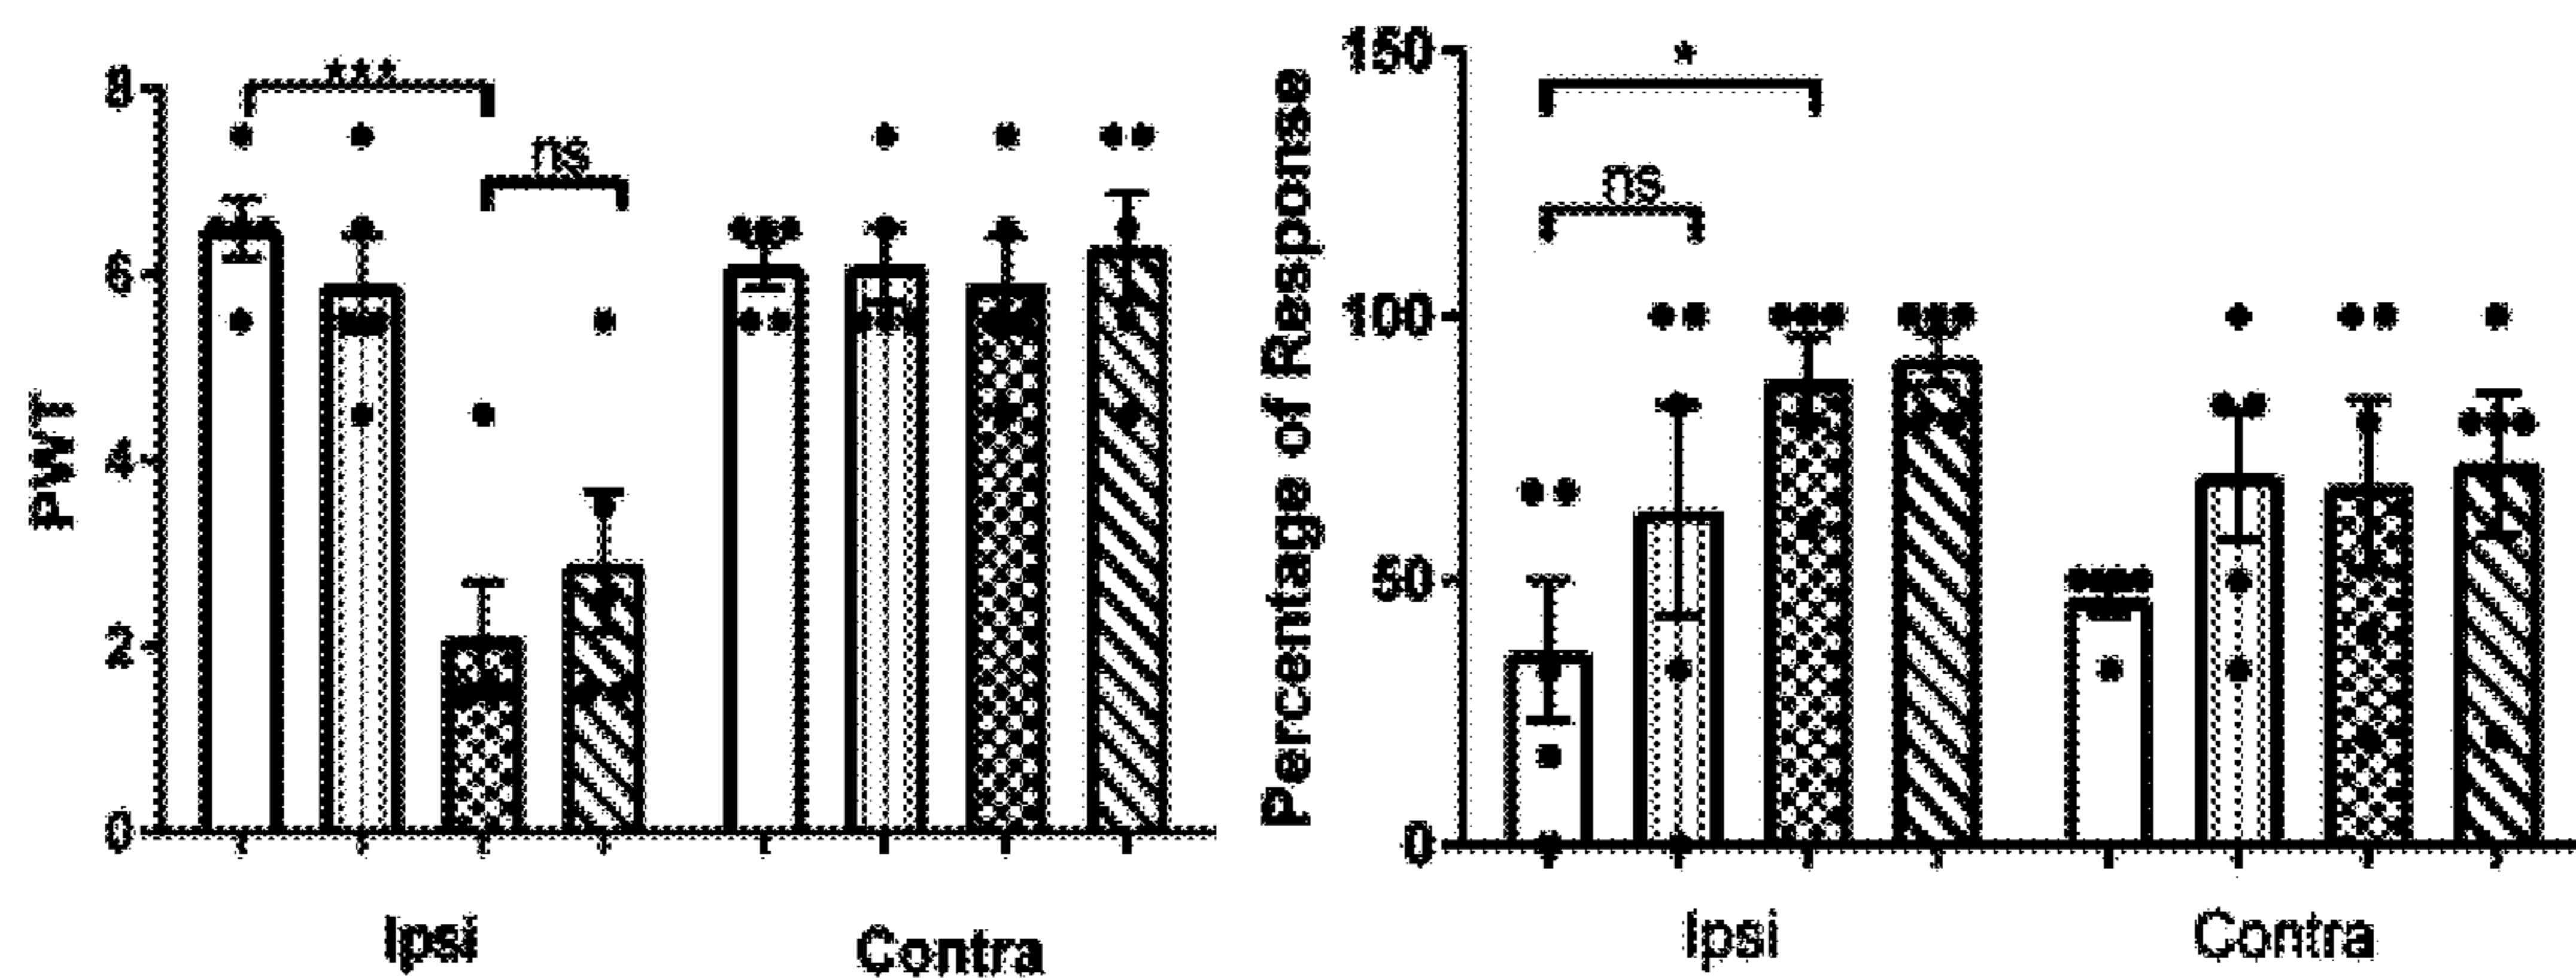 PWT
8
6
4
2
0
***
ns
Ipsi
Contra
Percentage of Response
150
100
50
0
*
ns
Ipsi
Contra